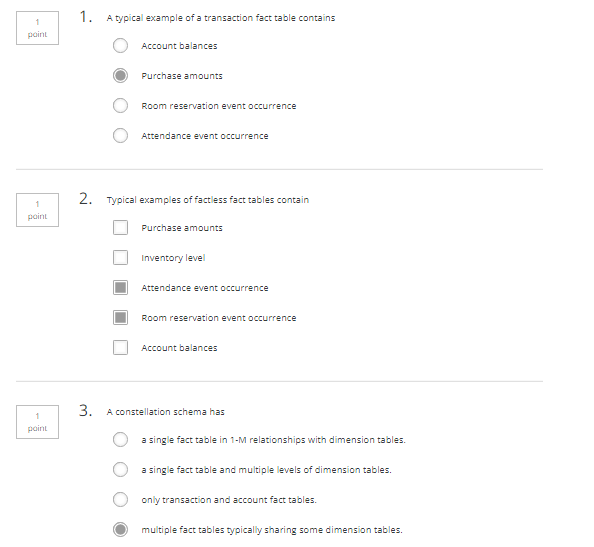 1
point
1. A typical example of a transaction fact table contains
Account balances
Purchase amounts
Room reservation event occurrence
Attendance event occurrence
1
point
2. Typical examples of factless fact tables contain
Purchase amounts
Inventory level
Attendance event occurrence
Room reservation event occurrence
Account balances
1
point
3. A constellation schema has
a single fact table in 1-M relationships with dimension tables.
a single fact table and multiple levels of dimension tables.
only transaction and account fact tables.
multiple fact tables typically sharing some dimension tables.